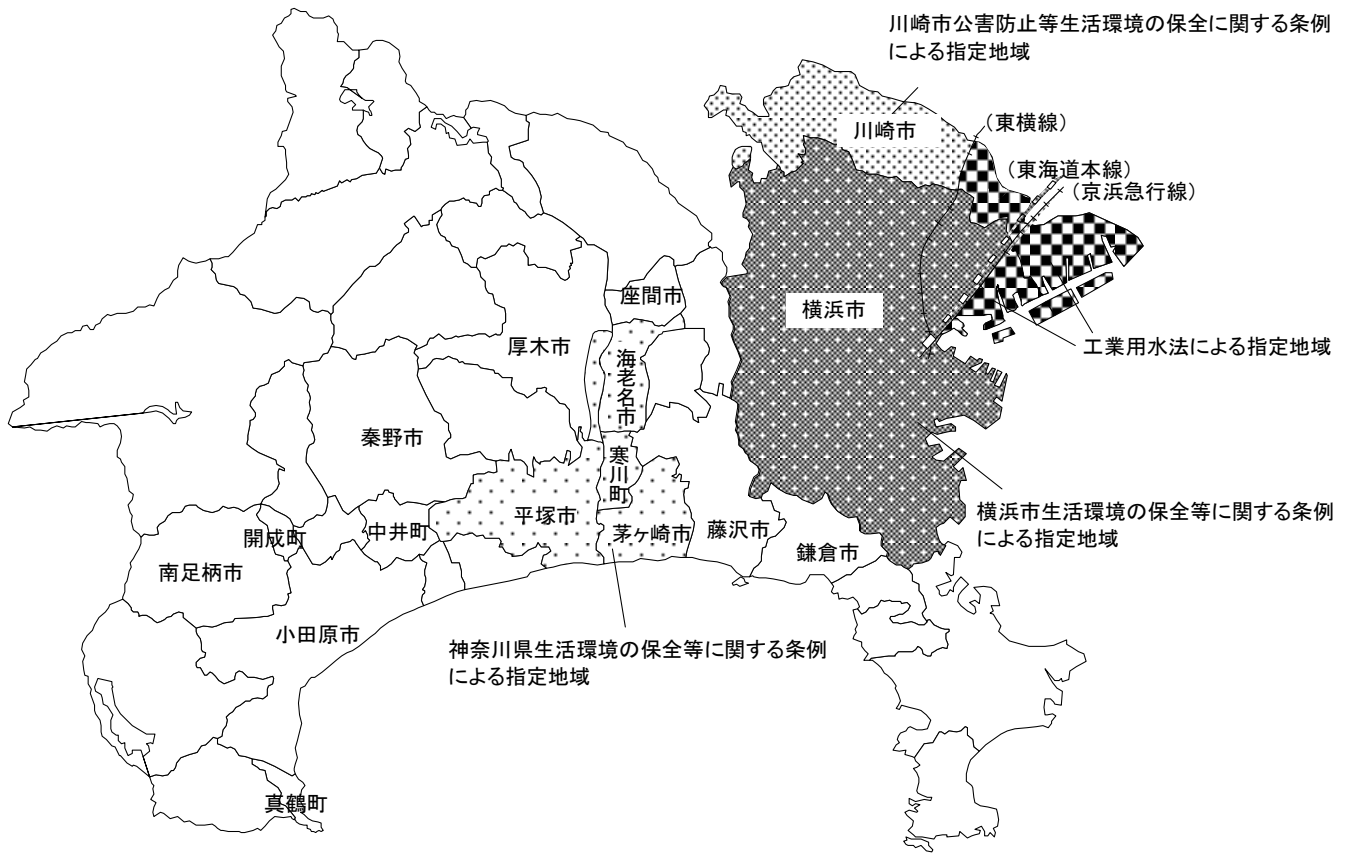 川崎市公害防止等生活環境の保全に関する条例
による指定地域
川崎市
(東横線)
(東海道本線)
(京浜急行線)
座間市
横浜市
厚木市
海老名市
工業用水法による指定地域
秦野市
寒川町
平塚市
茅ヶ崎市
藤沢市
横浜市生活環境の保全等に関する条例
による指定地域
開成町
中井町
鎌倉市
南足柄市
小田原市
神奈川県生活環境の保全等に関する条例
による指定地域
真鶴町